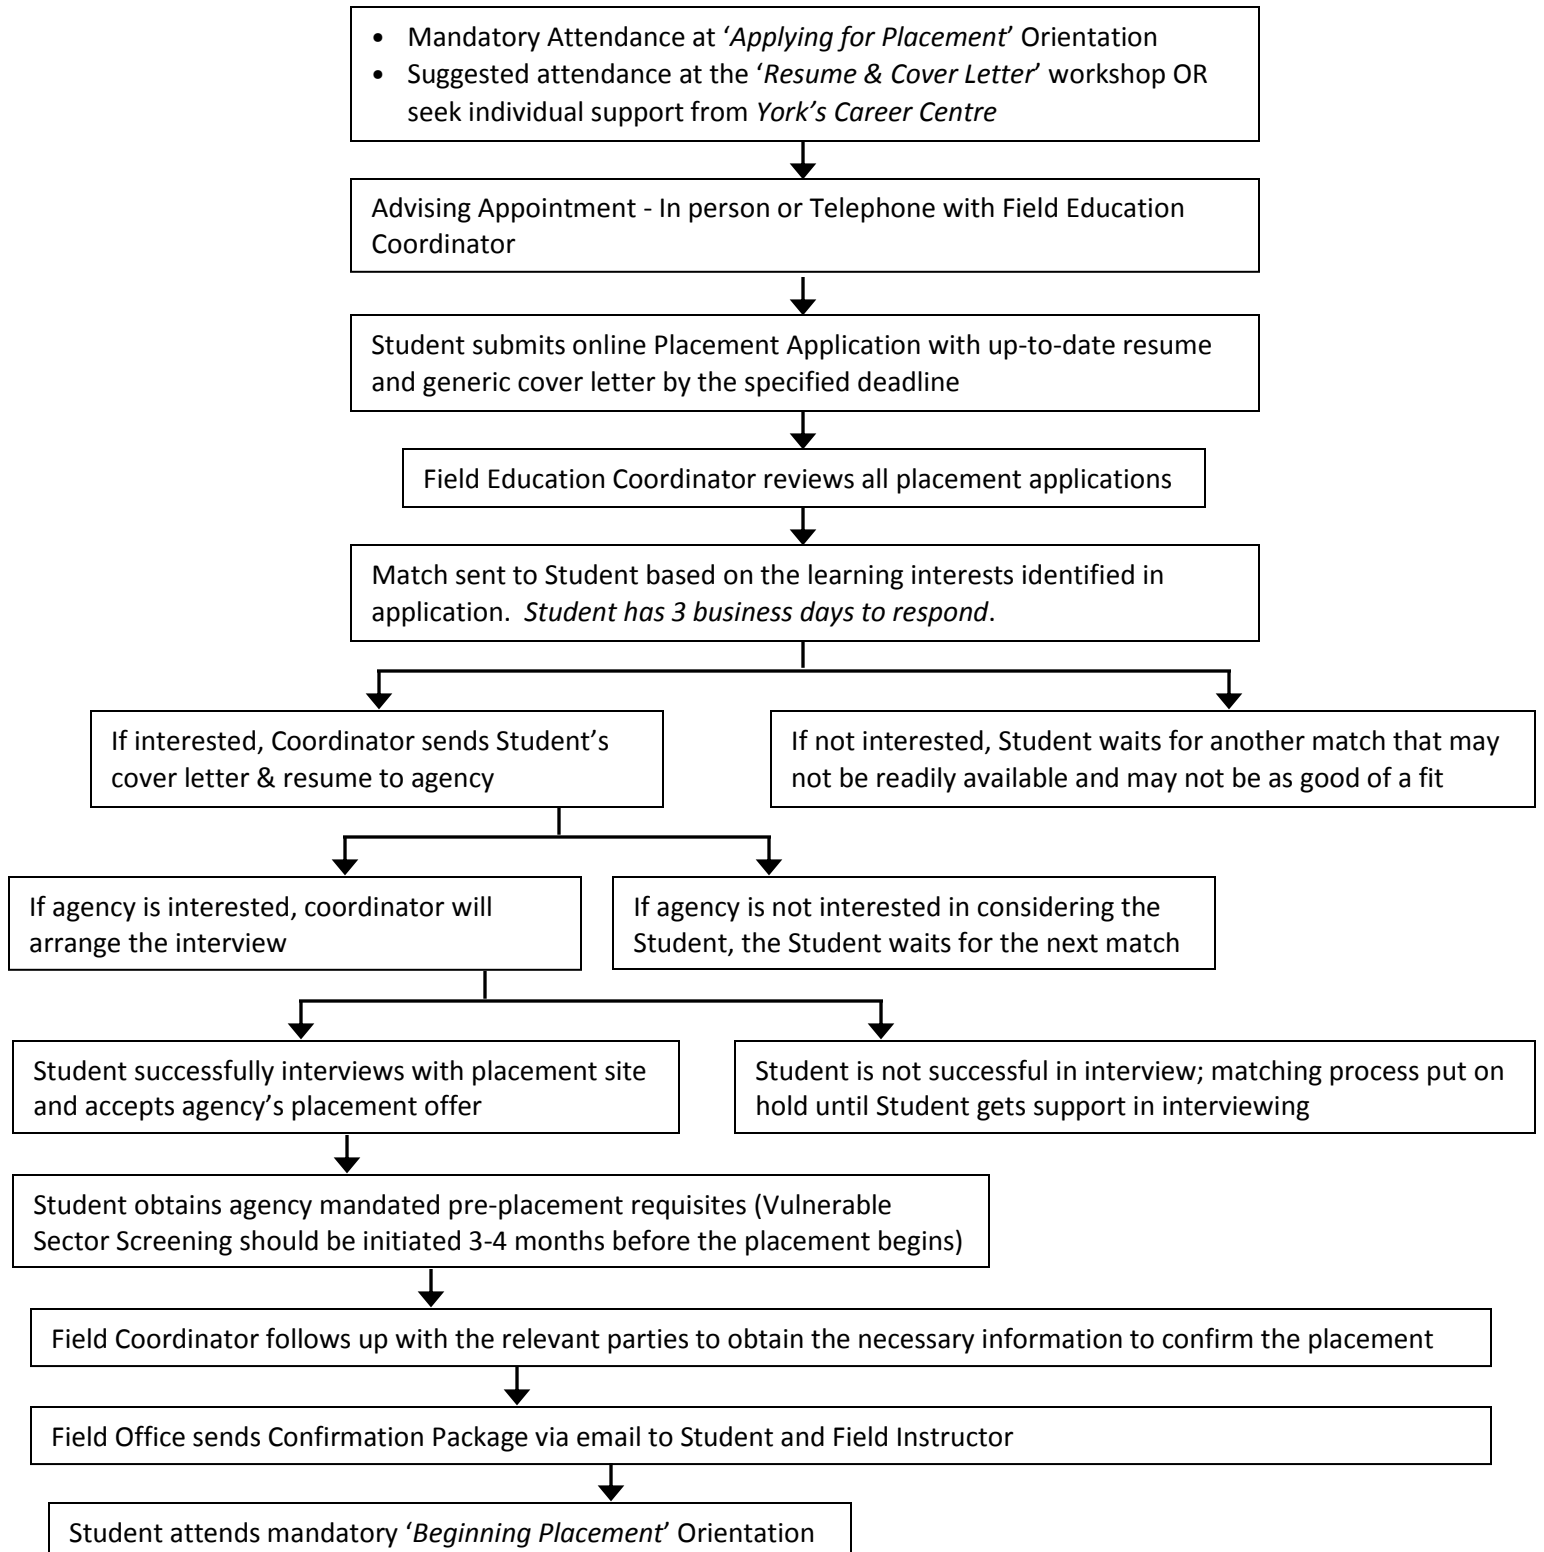 • Mandatory Attendance at ‘Applying for Placement’ Orientation
• Suggested attendance at the ‘Resume & Cover Letter’ workshop OR
seek individual support from York’s Career Centre
Advising Appointment - In person or Telephone with Field Education
Coordinator
Student submits online Placement Application with up-to-date resume
and generic cover letter by the specified deadline
Field Education Coordinator reviews all placement applications
Match sent to Student based on the learning interests identified in
application.  Student has 3 business days to respond.
If interested, Coordinator sends Student’s
cover letter & resume to agency
If not interested, Student waits for another match that may
not be readily available and may not be as good of a fit
If agency is interested, coordinator will
arrange the interview
If agency is not interested in considering the
Student, the Student waits for the next match
Student successfully interviews with placement site
and accepts agency’s placement offer
Student is not successful in interview; matching process put on
hold until Student gets support in interviewing
Student obtains agency mandated pre-placement requisites (Vulnerable
Sector Screening should be initiated 3-4 months before the placement begins)
Field Coordinator follows up with the relevant parties to obtain the necessary information to confirm the placement
Field Office sends Confirmation Package via email to Student and Field Instructor
Student attends mandatory ‘Beginning Placement’ Orientation